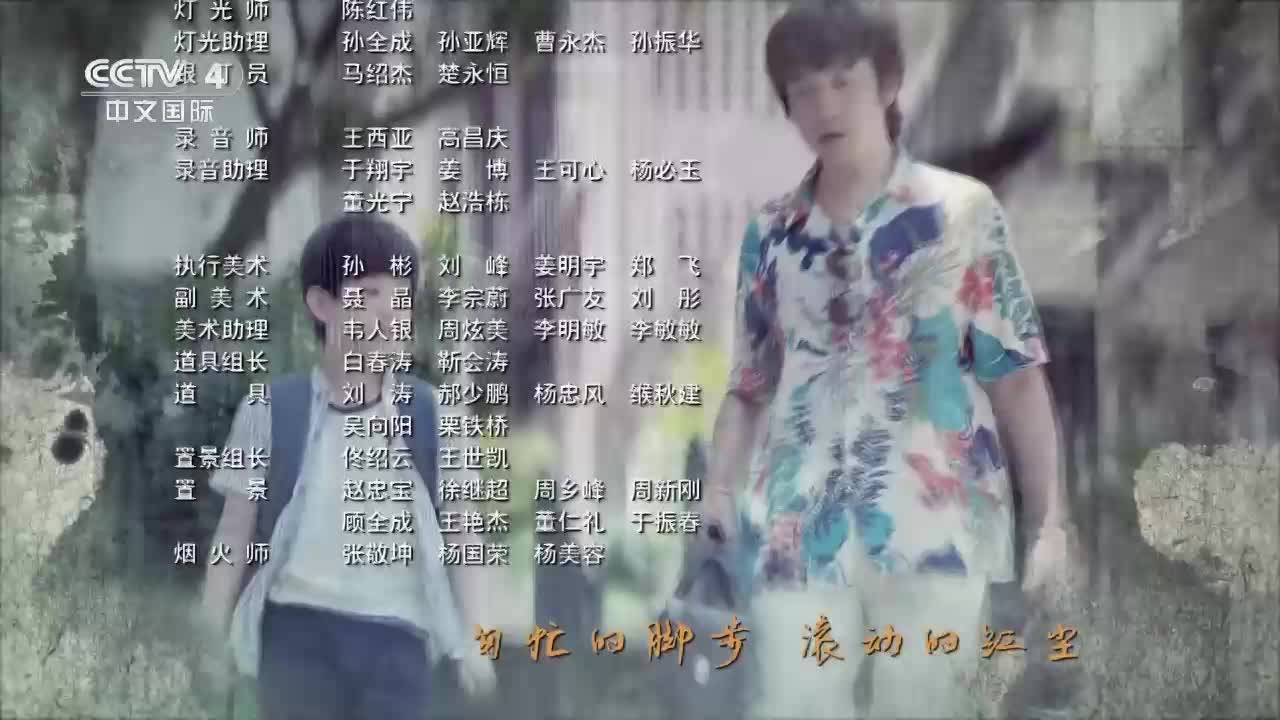 灯光师 陈红伟
灯光助理 孙全成 孙亚辉 曹永杰 孙振华
CCTV 4
跟机员 马绍杰 楚永恒
中文国际
录音师 王西亚 高昌庆
录音助理 于翔宇 姜博 王可心 杨必玉
董光宁 赵浩栋
执行美术 孙彬 刘峰 姜明宇 郑飞
副美术 聂晶 李宗蔚 张广友 刘彤
美术助理 韦人银 周炫美 李明敏 李敏敏
道具组长 白春涛 靳会涛
道具 刘涛 郝少鹏 杨忠风 缑秋建
吴向阳 栗铁桥
置景组长 佟绍云 王世凯
置景 赵忠宝 徐继超 周乡峰 周新刚
顾全成 王艳杰 董仁礼 于振春
烟火师 张敬坤 杨国荣 杨美容
匆忙的脚步 滚动的红尘